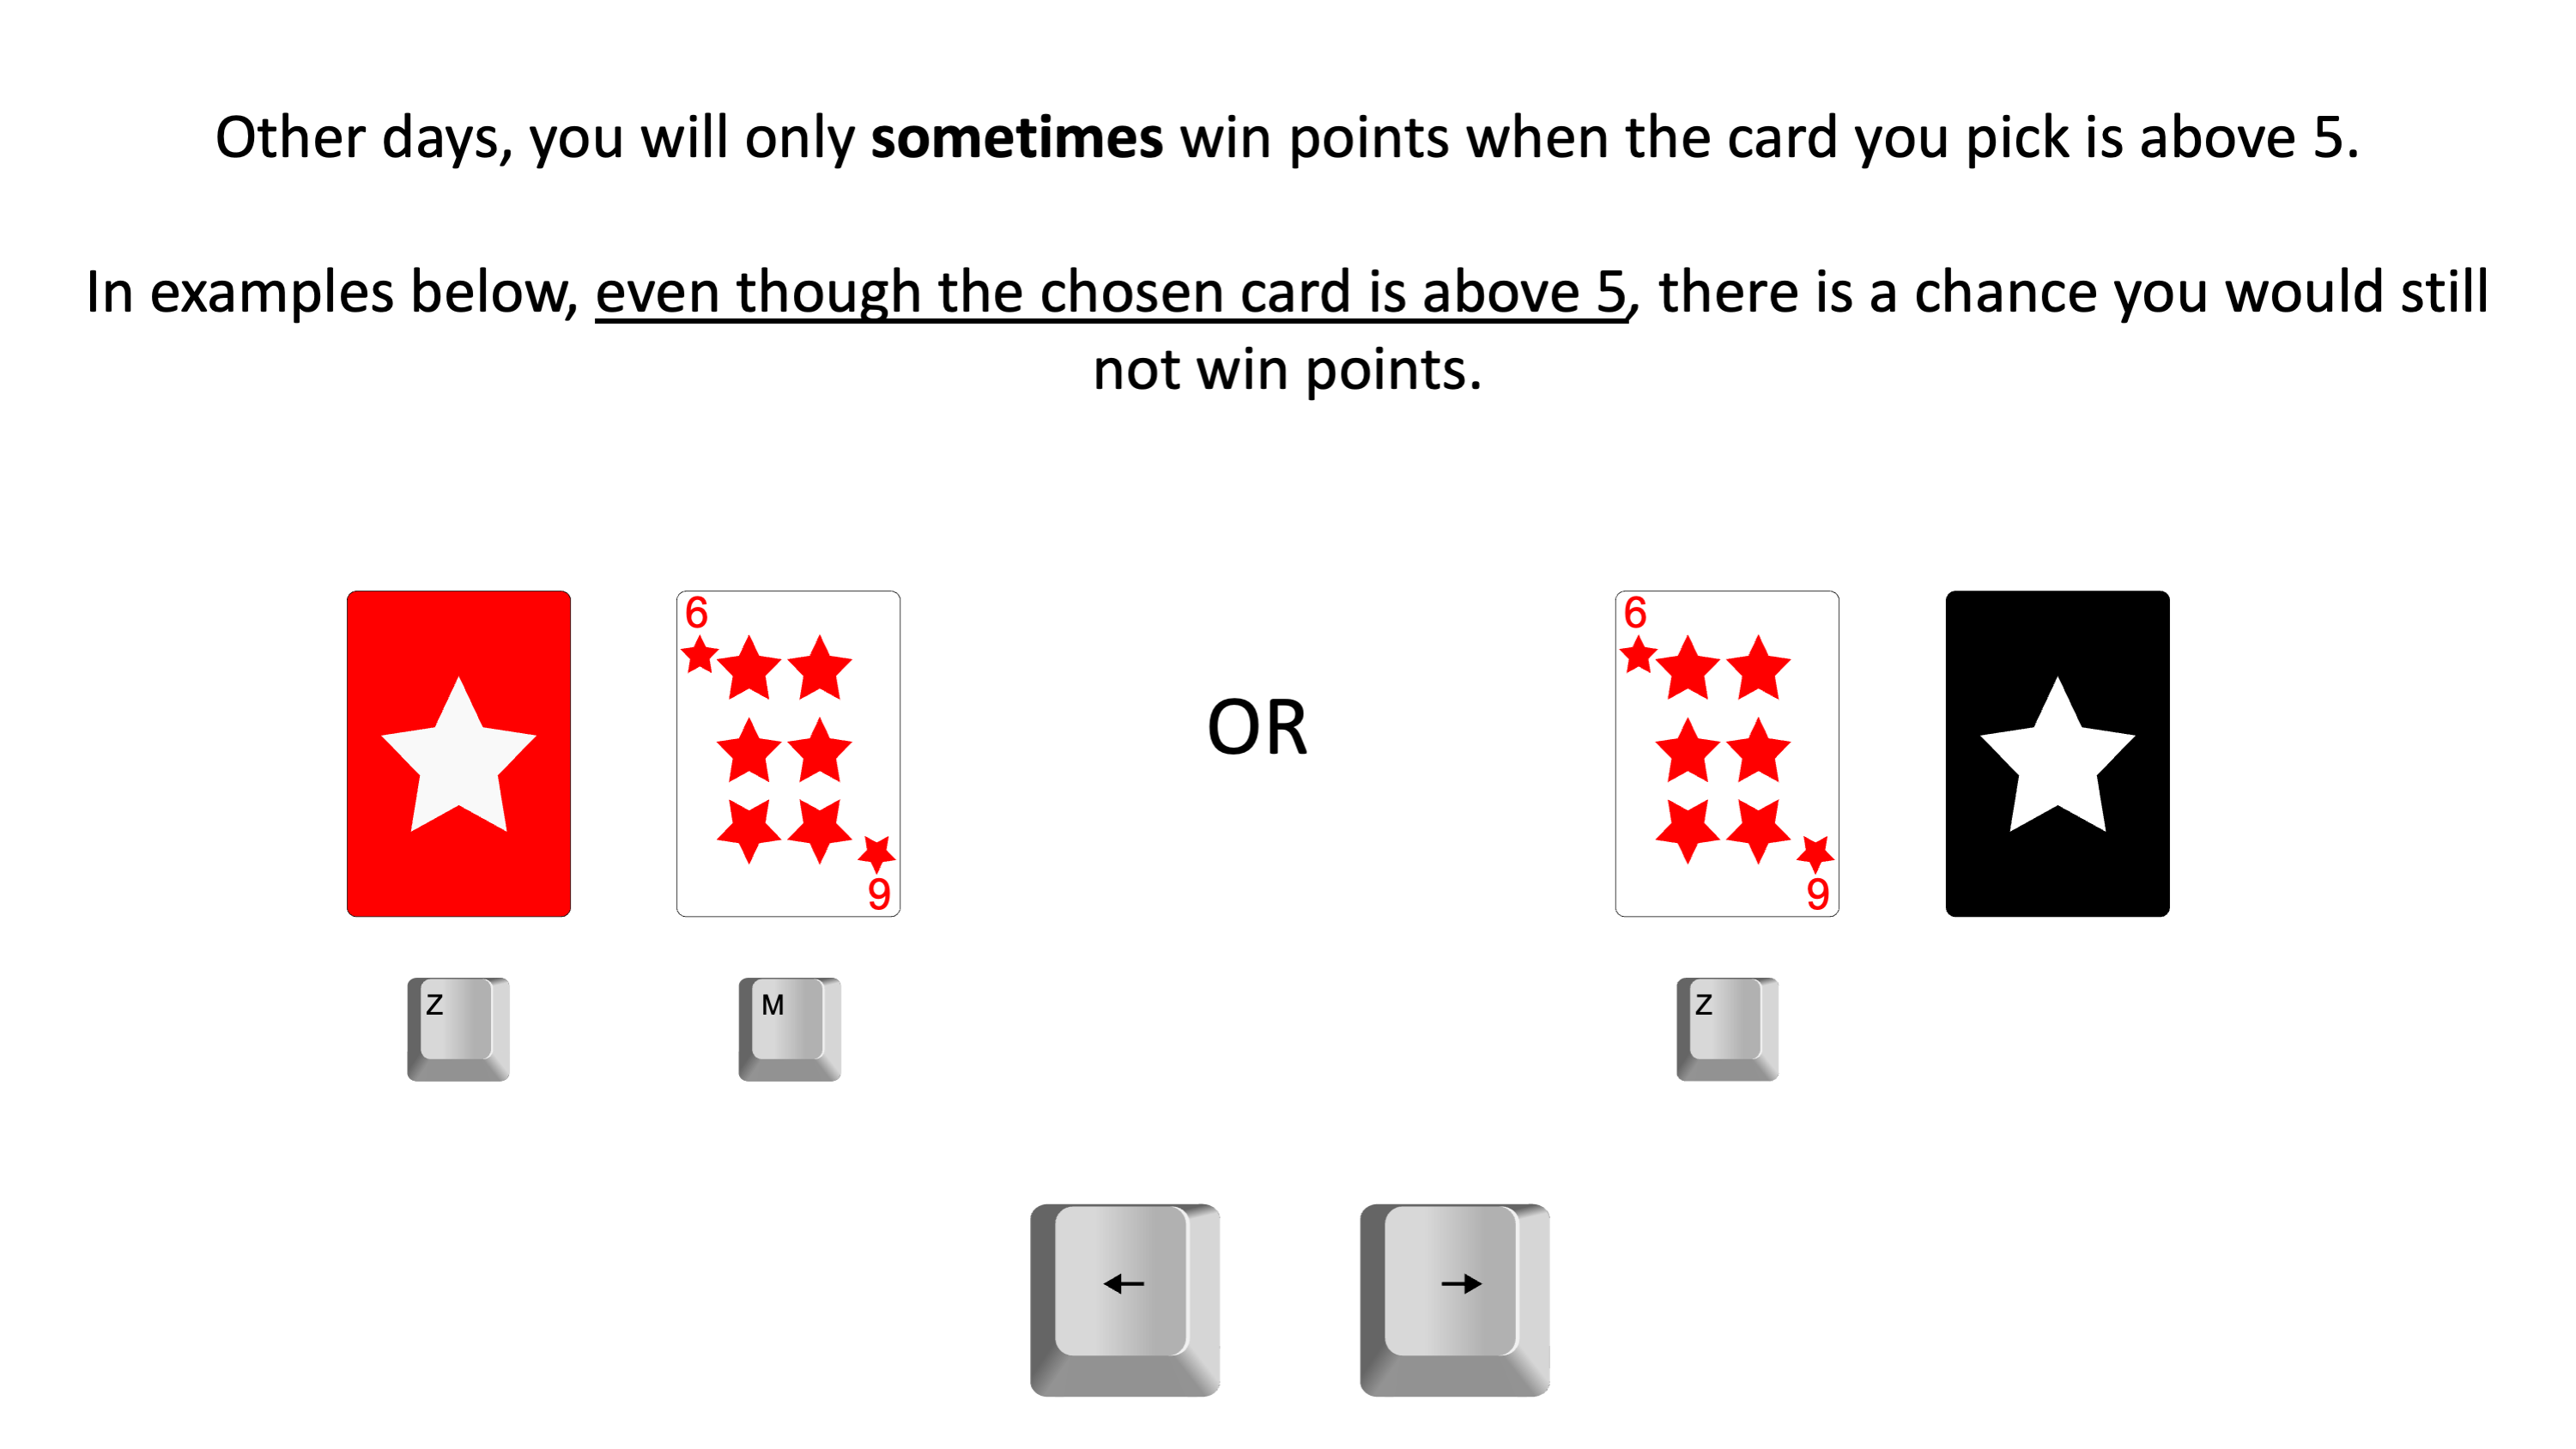 Other days, you will only sometimes win points when the card you pick is above 5.
In examples below, even though the chosen card is above 5, there is a chance you would still
not win points.
6 6
OR
6 6
Z M Z
← →